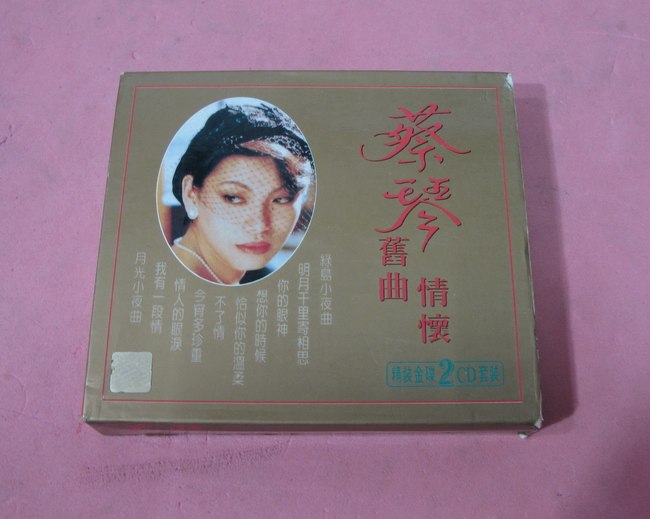 蔡琴
舊曲
情懷
綠島小夜曲
明月千里寄相思
你的眼神
想你的時候
恰似你的溫柔
不了情
今宵多珍重
情人的眼淚
我有一段情
月光小夜曲
精裝金碟2CD套裝